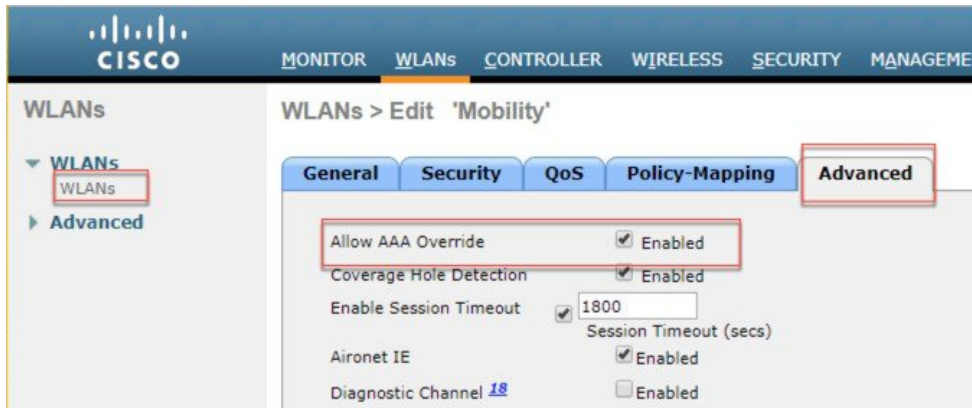 CISCO
MONITOR WLANs CONTROLLER WIRELESS SECURITY MANAGEME
WLANs
WLANs
WLANs
Advanced
WLANs > Edit 'Mobility'
General Security QoS Policy-Mapping Advanced
Allow AAA Override Enabled
Coverage Hole Detection Enabled
Enable Session Timeout 1800
Session Timeout (secs)
Aironet IE Enabled
Diagnostic Channel 18 Enabled